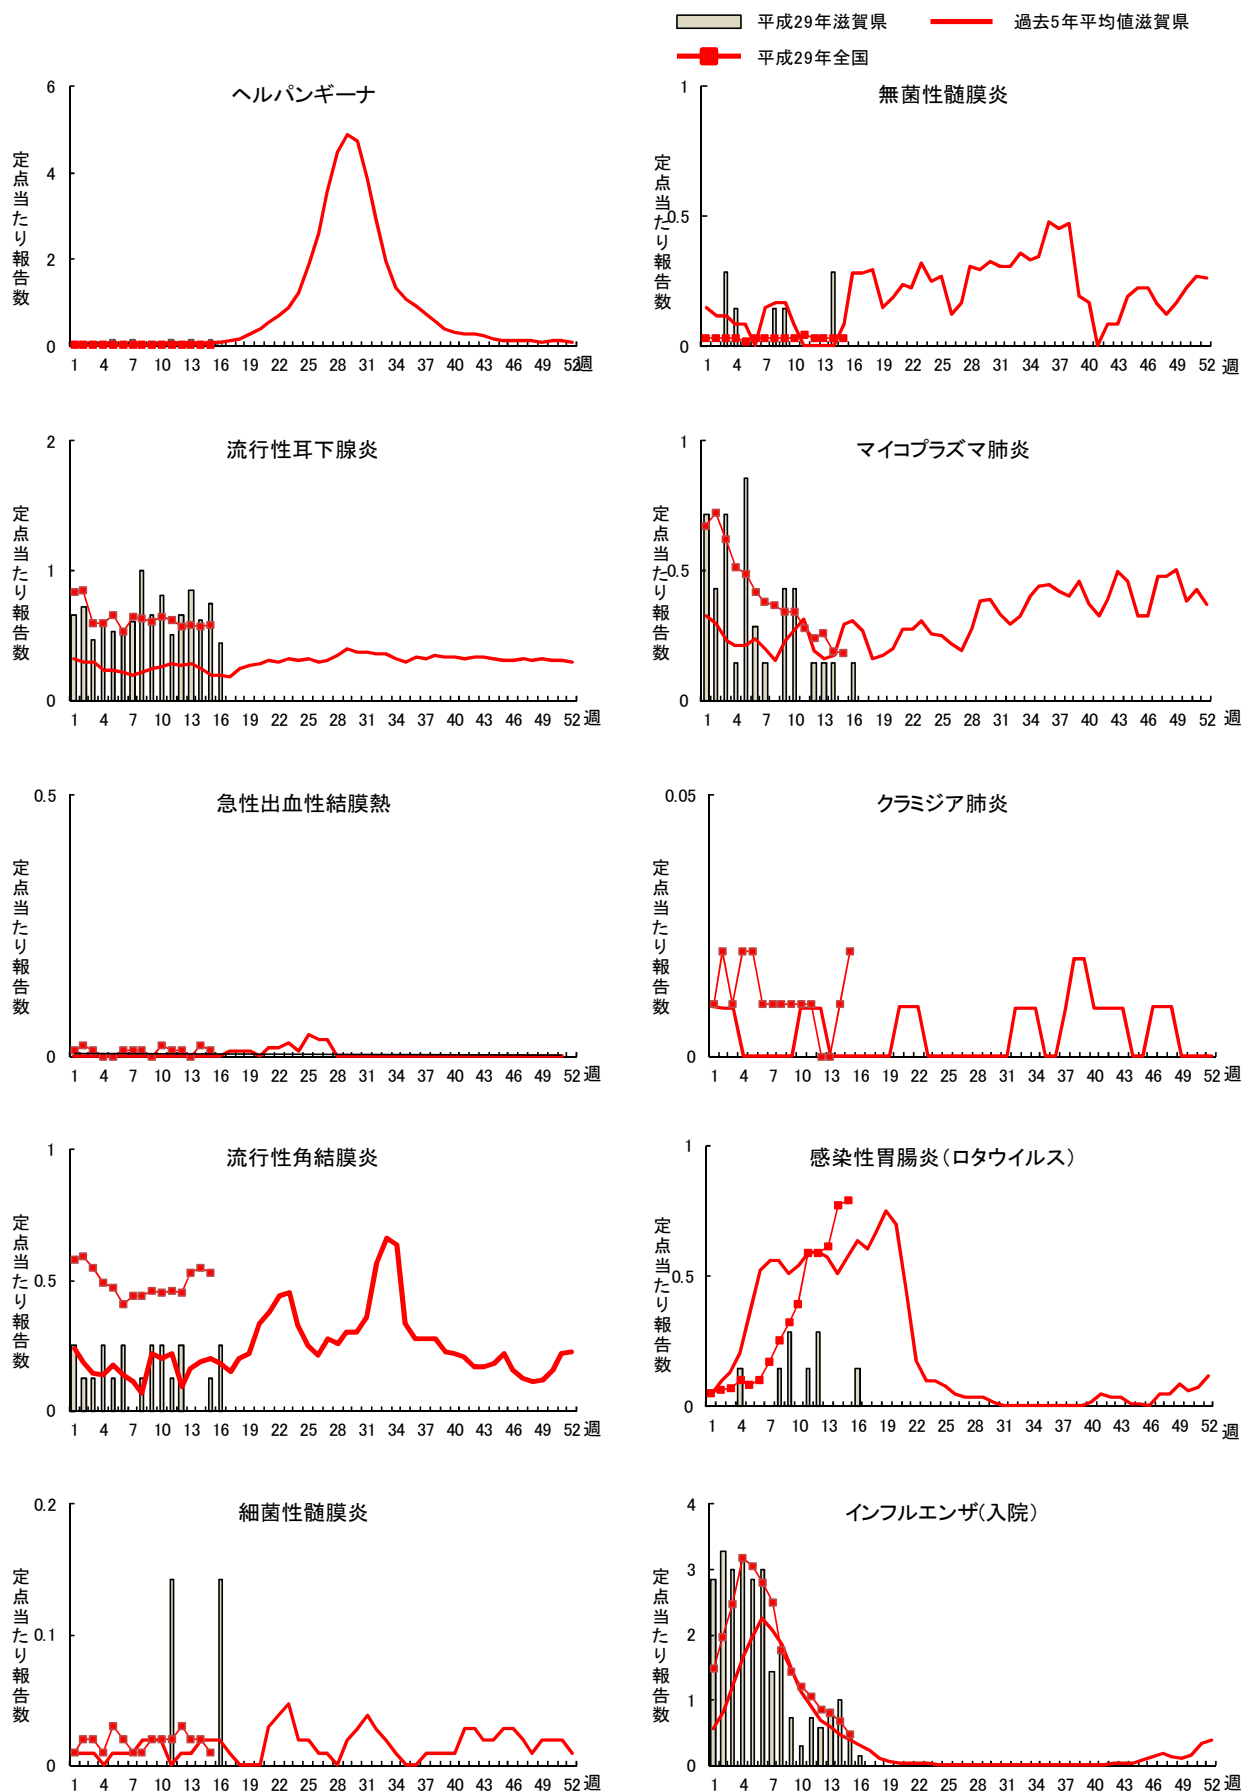 平成29年滋賀県 過去5年平均値滋賀県
平成29年全国
ヘルパンギーナ
定点当たり報告数
6
4
2
0
1 4 7 10 13 16 19 22 25 28 31 34 37 40 43 46 49 52 週
無菌性髄膜炎
定点当たり報告数
1
0.5
0
1 4 7 10 13 16 19 22 25 28 31 34 37 40 43 46 49 52 週
流行性耳下腺炎
定点当たり報告数
2
1
0
1 4 7 10 13 16 19 22 25 28 31 34 37 40 43 46 49 52 週
マイコプラズマ肺炎
定点当たり報告数
1
0.5
0
1 4 7 10 13 16 19 22 25 28 31 34 37 40 43 46 49 52 週
急性出血性結膜熱
定点当たり報告数
0.5
0
1 4 7 10 13 16 19 22 25 28 31 34 37 40 43 46 49 52 週
クラミジア肺炎
定点当たり報告数
0.05
0
1 4 7 10 13 16 19 22 25 28 31 34 37 40 43 46 49 52 週
流行性角結膜炎
定点当たり報告数
1
0.5
0
1 4 7 10 13 16 19 22 25 28 31 34 37 40 43 46 49 52 週
感染性胃腸炎(ロタウイルス)
定点当たり報告数
1
0.5
0
1 4 7 10 13 16 19 22 25 28 31 34 37 40 43 46 49 52 週
細菌性髄膜炎
定点当たり報告数
0.2
0.1
0
1 4 7 10 13 16 19 22 25 28 31 34 37 40 43 46 49 52 週
インフルエンザ(入院)
定点当たり報告数
4
3
2
1
0
1 4 7 10 13 16 19 22 25 28 31 34 37 40 43 46 49 52 週